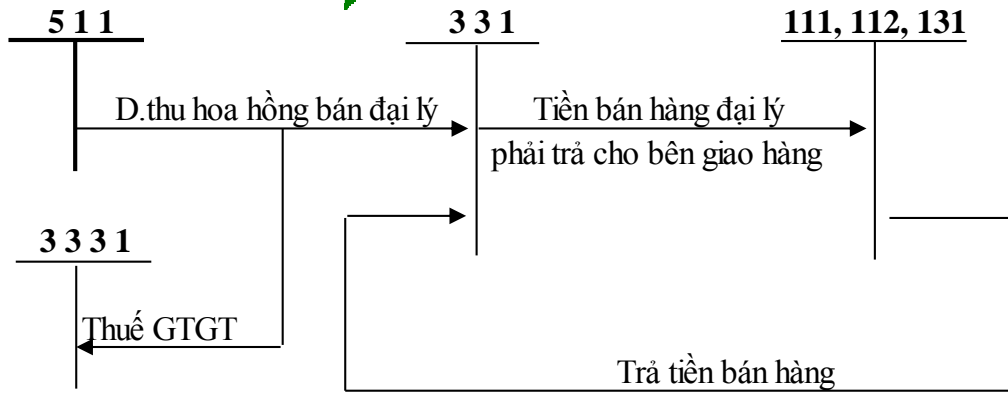 5 1 1
3 3 1
111, 112, 131
D.thu hoa hồng bán đại lý
Tiền bán hàng đại lý
phải trả cho bên giao hàng
3 3 3 1
Thuế GTGT
Trả tiền bán hàng